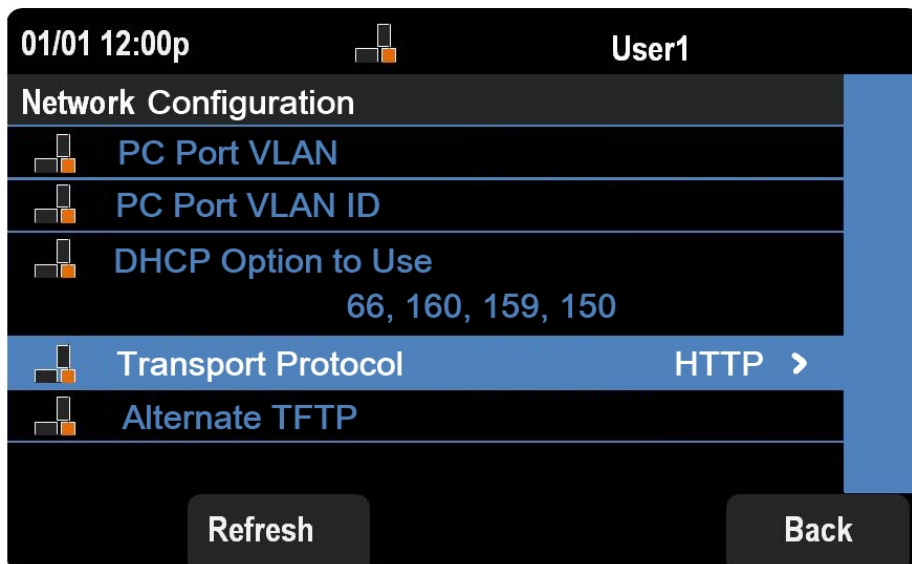 01/01 12:00p User1
Network Configuration
PC Port VLAN
PC Port VLAN ID
DHCP Option to Use
66, 160, 159, 150
Transport Protocol HTTP >
Alternate TFTP
Refresh Back